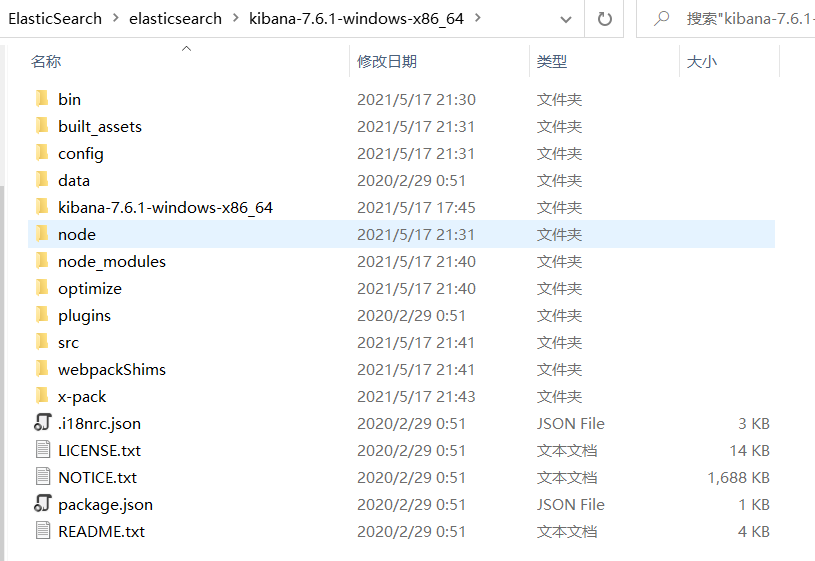 ElasticSearch > elasticsearch > kibana-7.6.1-windows-x86_64 > 搜索"kibana-7.6.1-
名称 修改日期 类型 大小
bin 2021/5/17 21:30 文件夹
built_assets 2021/5/17 21:31 文件夹
config 2021/5/17 21:31 文件夹
data 2020/2/29 0:51 文件夹
kibana-7.6.1-windows-x86_64 2021/5/17 17:45 文件夹
node 2021/5/17 21:31 文件夹
node_modules 2021/5/17 21:40 文件夹
optimize 2021/5/17 21:40 文件夹
plugins 2020/2/29 0:51 文件夹
src 2021/5/17 21:41 文件夹
webpackShims 2021/5/17 21:41 文件夹
x-pack 2021/5/17 21:43 文件夹
.i18nrc.json 2020/2/29 0:51 JSON File 3 KB
LICENSE.txt 2020/2/29 0:51 文本文档 14 KB
NOTICE.txt 2020/2/29 0:51 文本文档 1,688 KB
package.json 2020/2/29 0:51 JSON File 1 KB
README.txt 2020/2/29 0:51 文本文档 4 KB